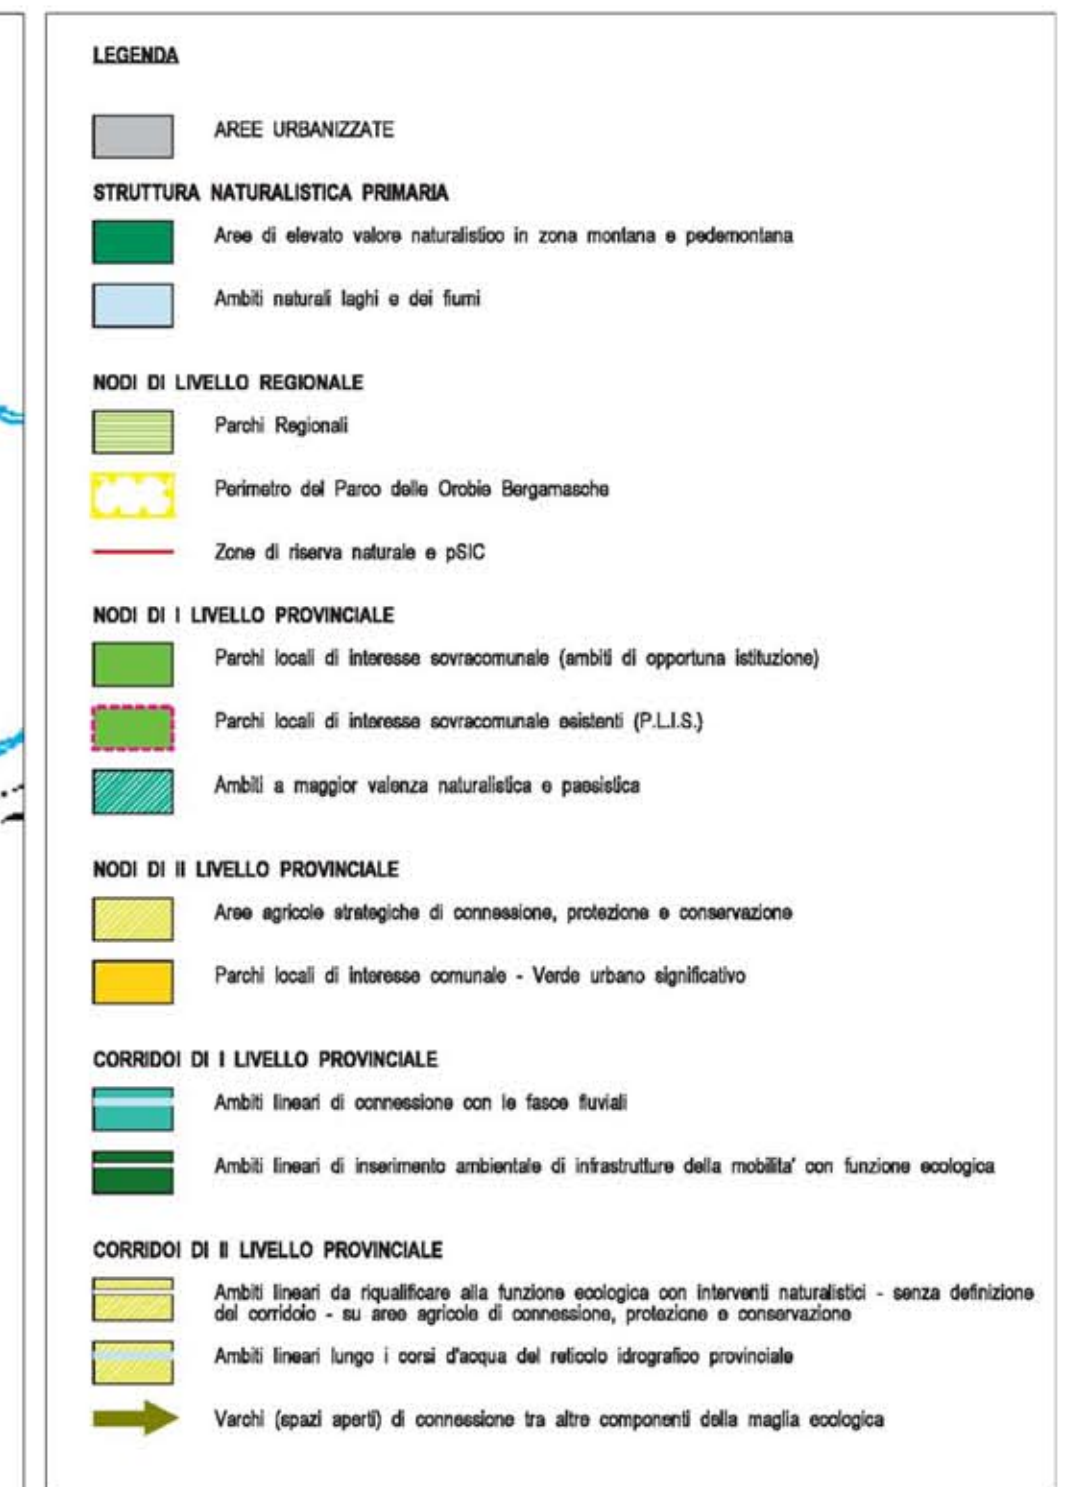 LEGENDA
AREE URBANIZZATE
STRUTTURA NATURALISTICA PRIMARIA
Aree di elevato valore naturalistico in zona montana e pedemontana
Ambiti naturali laghi e dei fiumi
NODI DI LIVELLO REGIONALE
Parchi Regionali
Perimetro del Parco delle Orobie Bergamasche
Zone di riserva naturale e pSIC
NODI DI I LIVELLO PROVINCIALE
Parchi locali di interesse sovracomunale (ambiti di opportuna istituzione)
Parchi locali di interesse sovracomunale esistenti (P.L.I.S.)
Ambiti a maggior valenza naturalistica e paesistica
NODI DI II LIVELLO PROVINCIALE
Aree agricole strategiche di connessione, protezione e conservazione
Parchi locali di interesse comunale - Verde urbano significativo
CORRIDOI DI I LIVELLO PROVINCIALE
Ambiti lineari di connessione con le fasce fluviali
Ambiti lineari di inserimento ambientale di infrastrutture della mobilita' con funzione ecologica
CORRIDOI DI II LIVELLO PROVINCIALE
Ambiti lineari da riqualificare alla funzione ecologica con interventi naturalistici - senza definizione
del corridoio - su aree agricole di connessione, protezione e conservazione
Ambiti lineari lungo i corsi d'acqua del reticolo idrografico provinciale
Varchi (spazi aperti) di connessione tra altre componenti della maglia ecologica